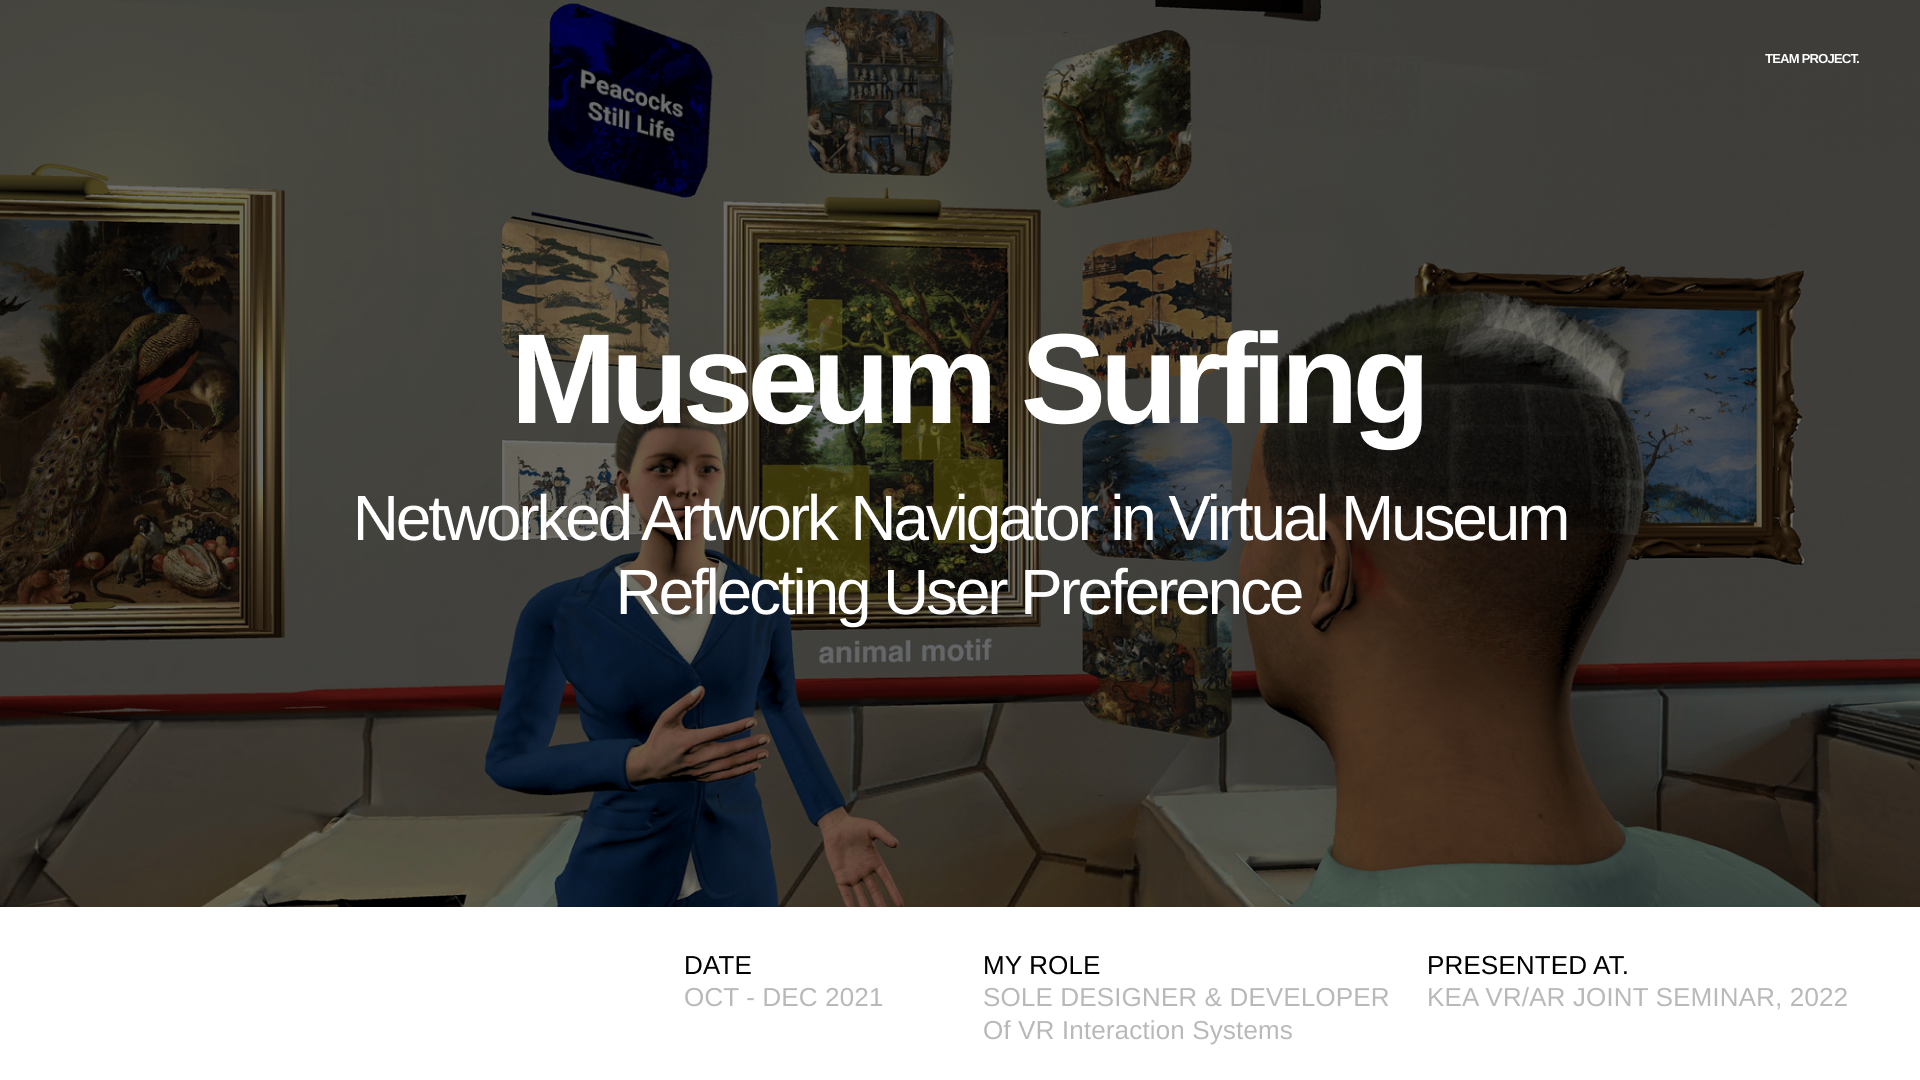 TEAM PROJECT.
Peacocks
Still Life
Museum Surfing
Networked Artwork Navigator in Virtual Museum
Reflecting User Preference
animal motif
DATE
OCT - DEC 2021
MY ROLE
SOLE DESIGNER & DEVELOPER
Of VR Interaction Systems
PRESENTED AT.
KEA VR/AR JOINT SEMINAR, 2022